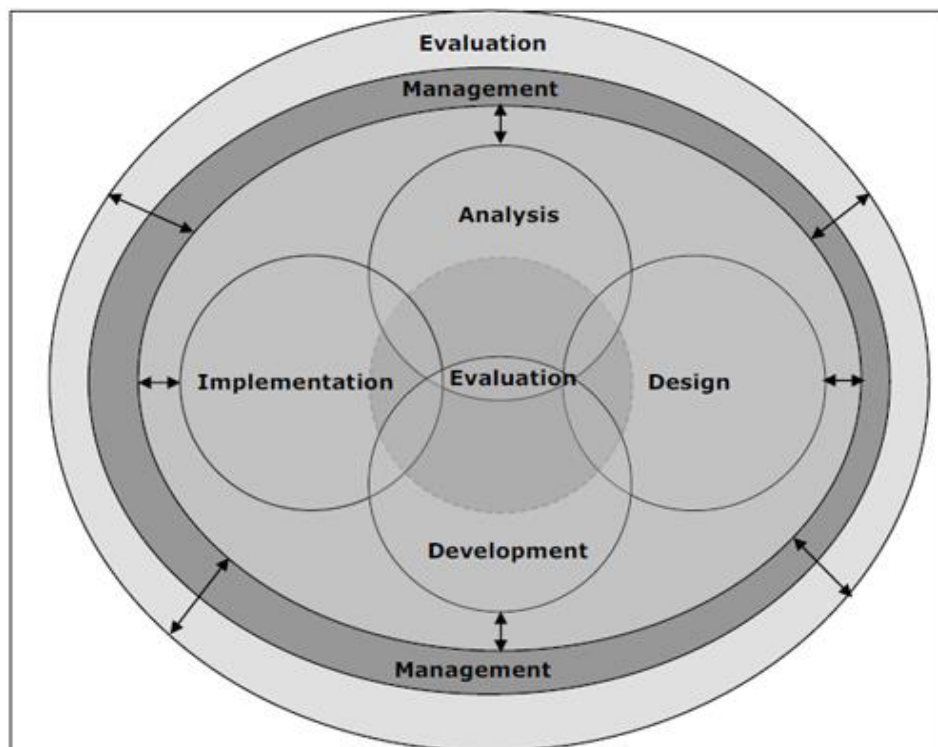 Evaluation
Management
Analysis
Implementation
Evaluation
Design
Development
Management